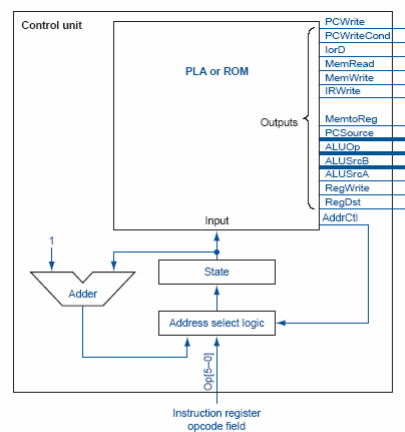 Control unit
PLA or ROM
Outputs
PCWrite
PCWriteCond
IorD
MemRead
MemWrite
IRWrite
MemtoReg
PCSource
ALUOp
ALUSrcB
ALUSrcA
RegWrite
RegDst
AddrCtl
Input
1
State
Adder
Address select logic
Op[5–0]
Instruction register
opcode field